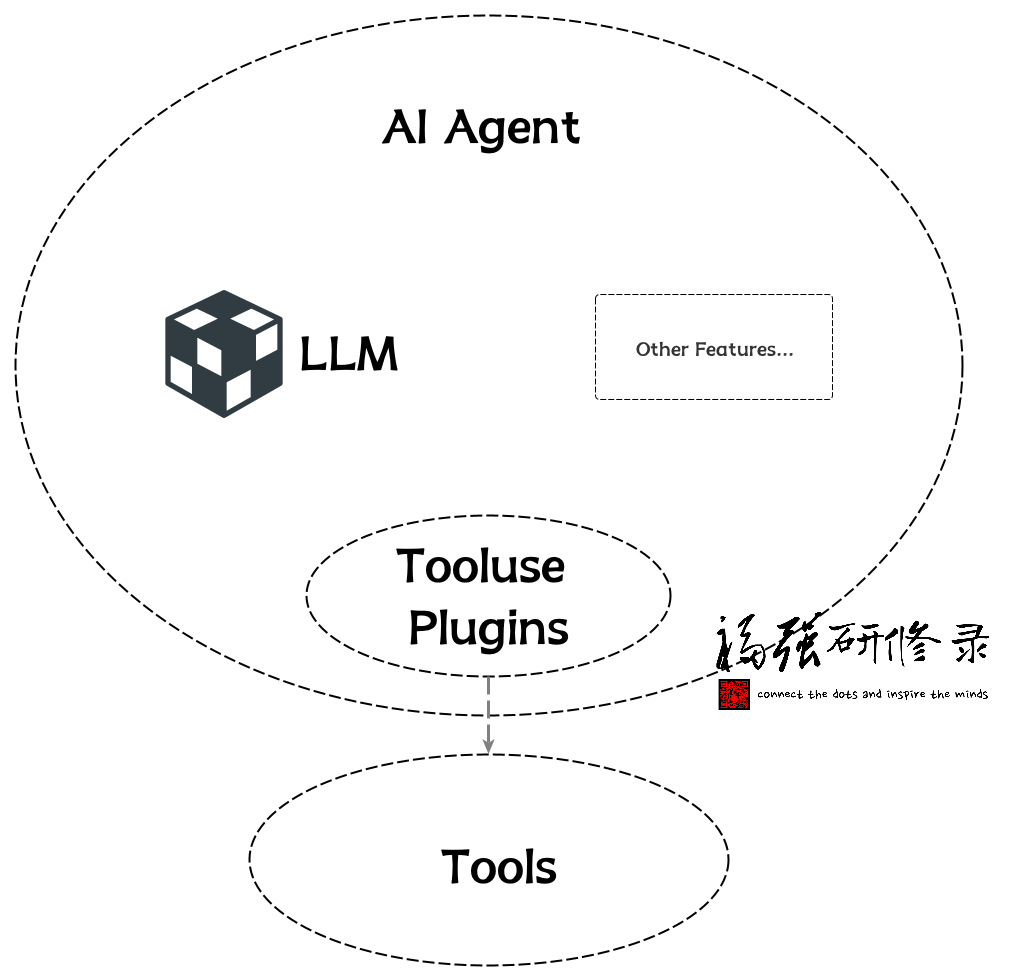 AI Agent
LLM
Other Features...
Tooluse
Plugins
福强研修录
connect the dots and inspire the minds
Tools